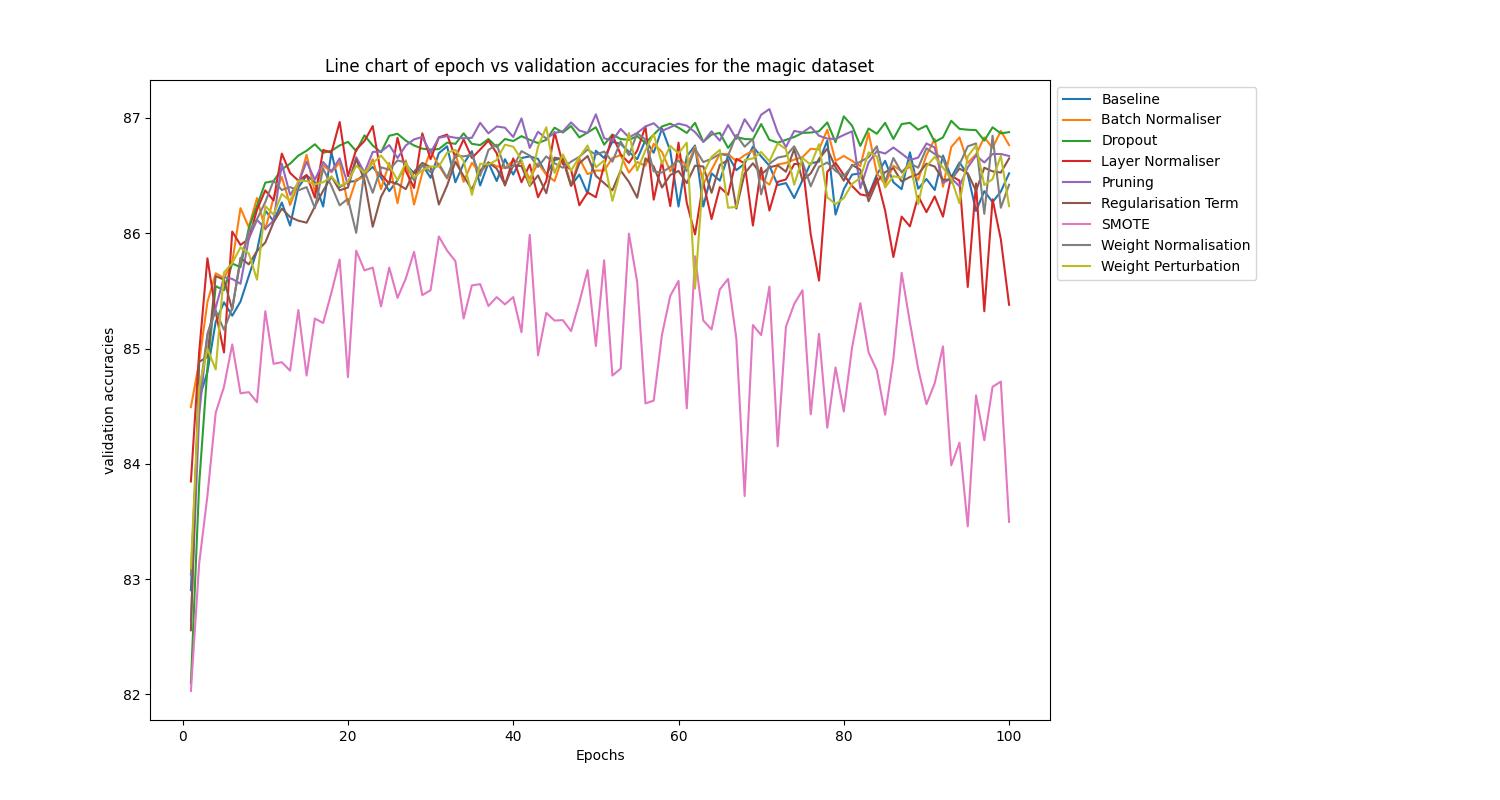 Line chart of epoch vs validation accuracies for the magic dataset
87
86
85
84
83
82
validation accuracies
0
20
40
60
80
100
Epochs
Baseline
Batch Normaliser
Dropout
Layer Normaliser
Pruning
Regularisation Term
SMOTE
Weight Normalisation
Weight Perturbation